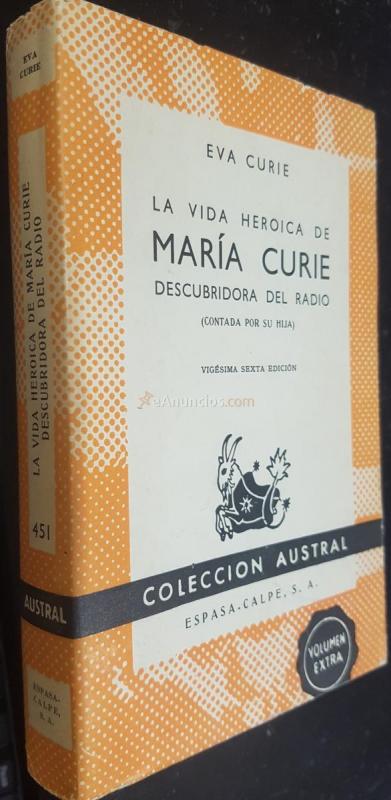 EVA
CURIE
LA VIDA HEROICA DE MARÍA CURIE
DESCUBRIDORA DEL RADIO
451
AUSTRAL
ESPASA-
CALPE,
S. A.
EVA CURIE
LA VIDA HEROICA DE
MARÍA CURIE
DESCUBRIDORA DEL RADIO
(CONTADA POR SU HIJA)
VIGÉSIMA SEXTA EDICIÓN
eAnuncios.com
COLECCION AUSTRAL
ESPASA-CALPE, S. A.
VOLUMEN
EXTRA